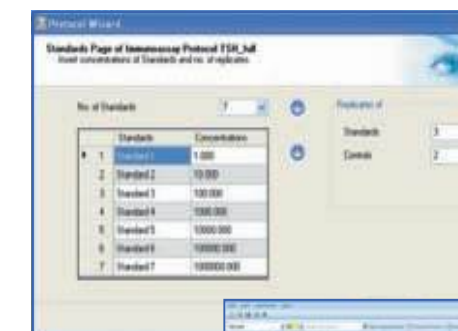 Protocol Wizard
Standards Page of Immunoassay Protocol TSH_full
Insert concentrations of Standards and no. of replicates
No. of Standards 7
Replicates of
Standards 3
Controls 2
Standards Concentrations
1 Standard 1 1.000
2 Standard 2 10.000
3 Standard 3 100.000
4 Standard 4 1000.000
5 Standard 5 10000.000
6 Standard 6 100000.000
7 Standard 7 1000000.000